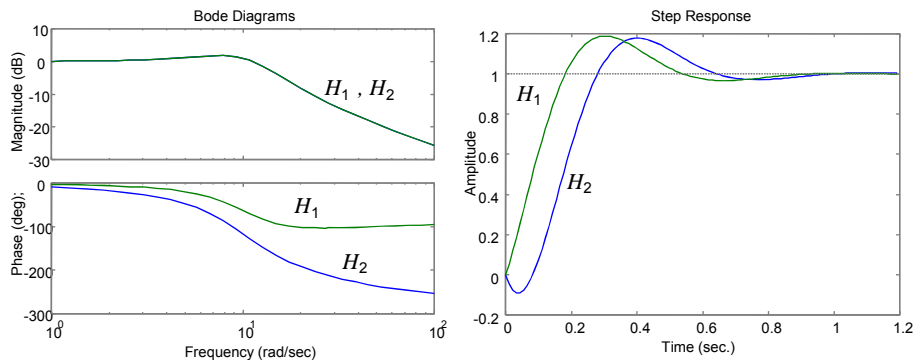 Bode Diagrams
Magnitude (dB)
10
0
-10
-20
-30
H1 , H2
Phase (deg);
0
-100
-200
-300
H1
H2
10^0
10^1
10^2
Frequency (rad/sec)
Step Response
Amplitude
1.2
1
0.8
0.6
0.4
0.2
0
-0.2
H1
H2
0
0.2
0.4
0.6
0.8
1
1.2
Time (sec.)